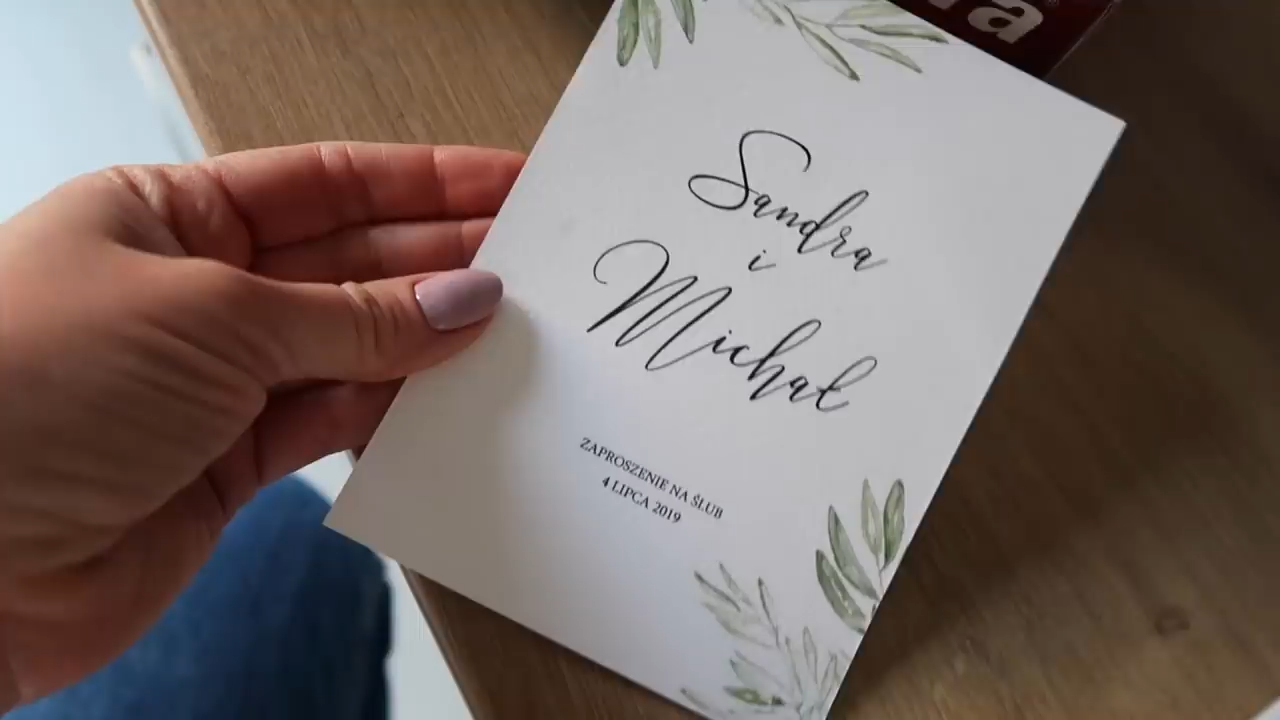 Sandra
i
Michał
ZAPROSZENIE NA ŚLUB
4 LIPCA 2019